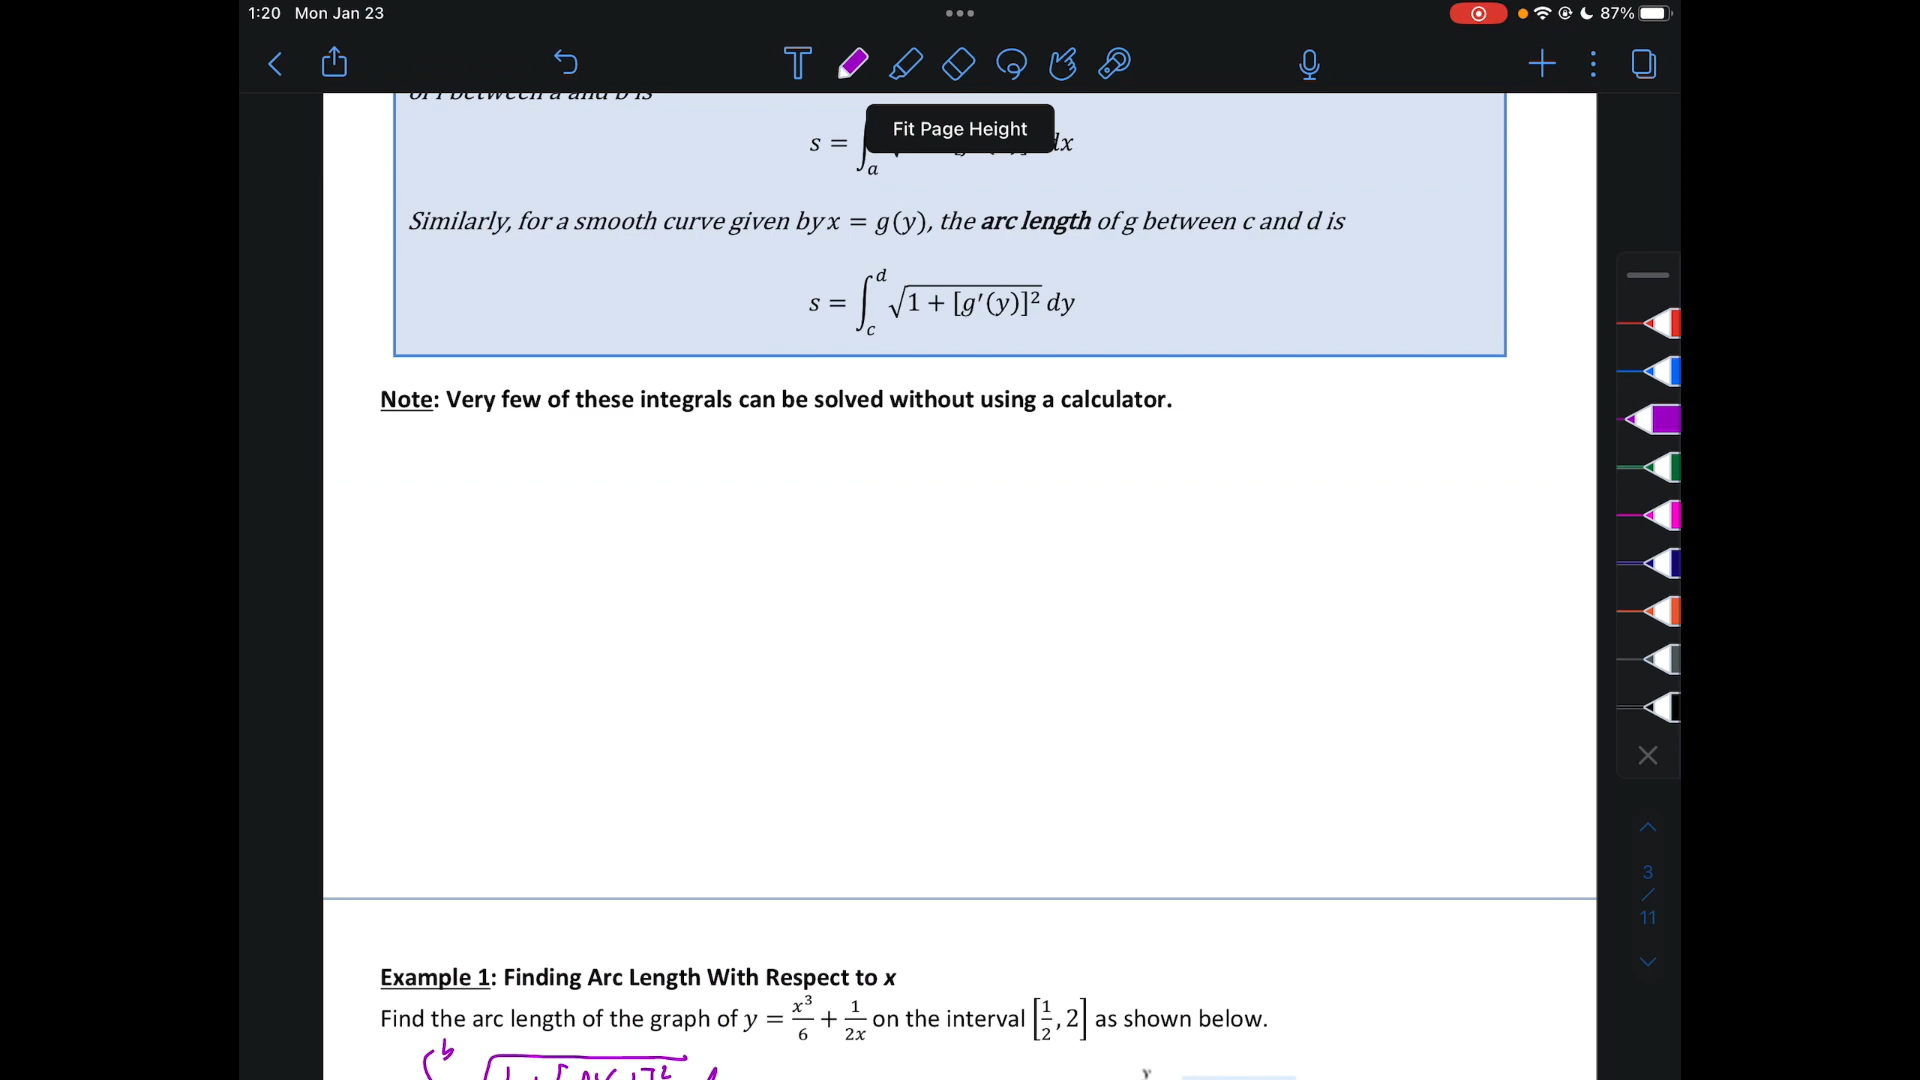 1:20 Mon Jan 23
87%
Fit Page Height
s = ∫ₐ dx
Similarly, for a smooth curve given by x = g(y), the arc length of g between c and d is
s = ∫_c^d √(1 + [g′(y)]²) dy
Note: Very few of these integrals can be solved without using a calculator.
3
/
11
Example 1: Finding Arc Length With Respect to x
Find the arc length of the graph of y = x³/6 + 1/2x on the interval [1/2, 2] as shown below.
b
y